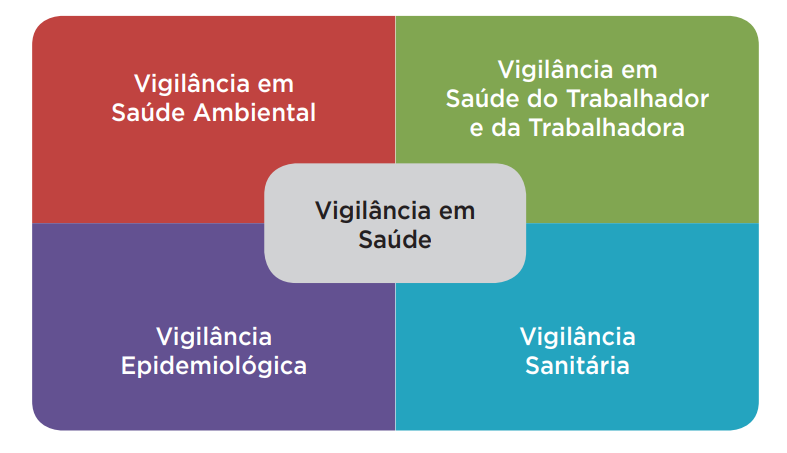 Vigilância em
Saúde Ambiental
Vigilância em
Saúde do Trabalhador
e da Trabalhadora
Vigilância em
Saúde
Vigilância
Epidemiológica
Vigilância
Sanitária